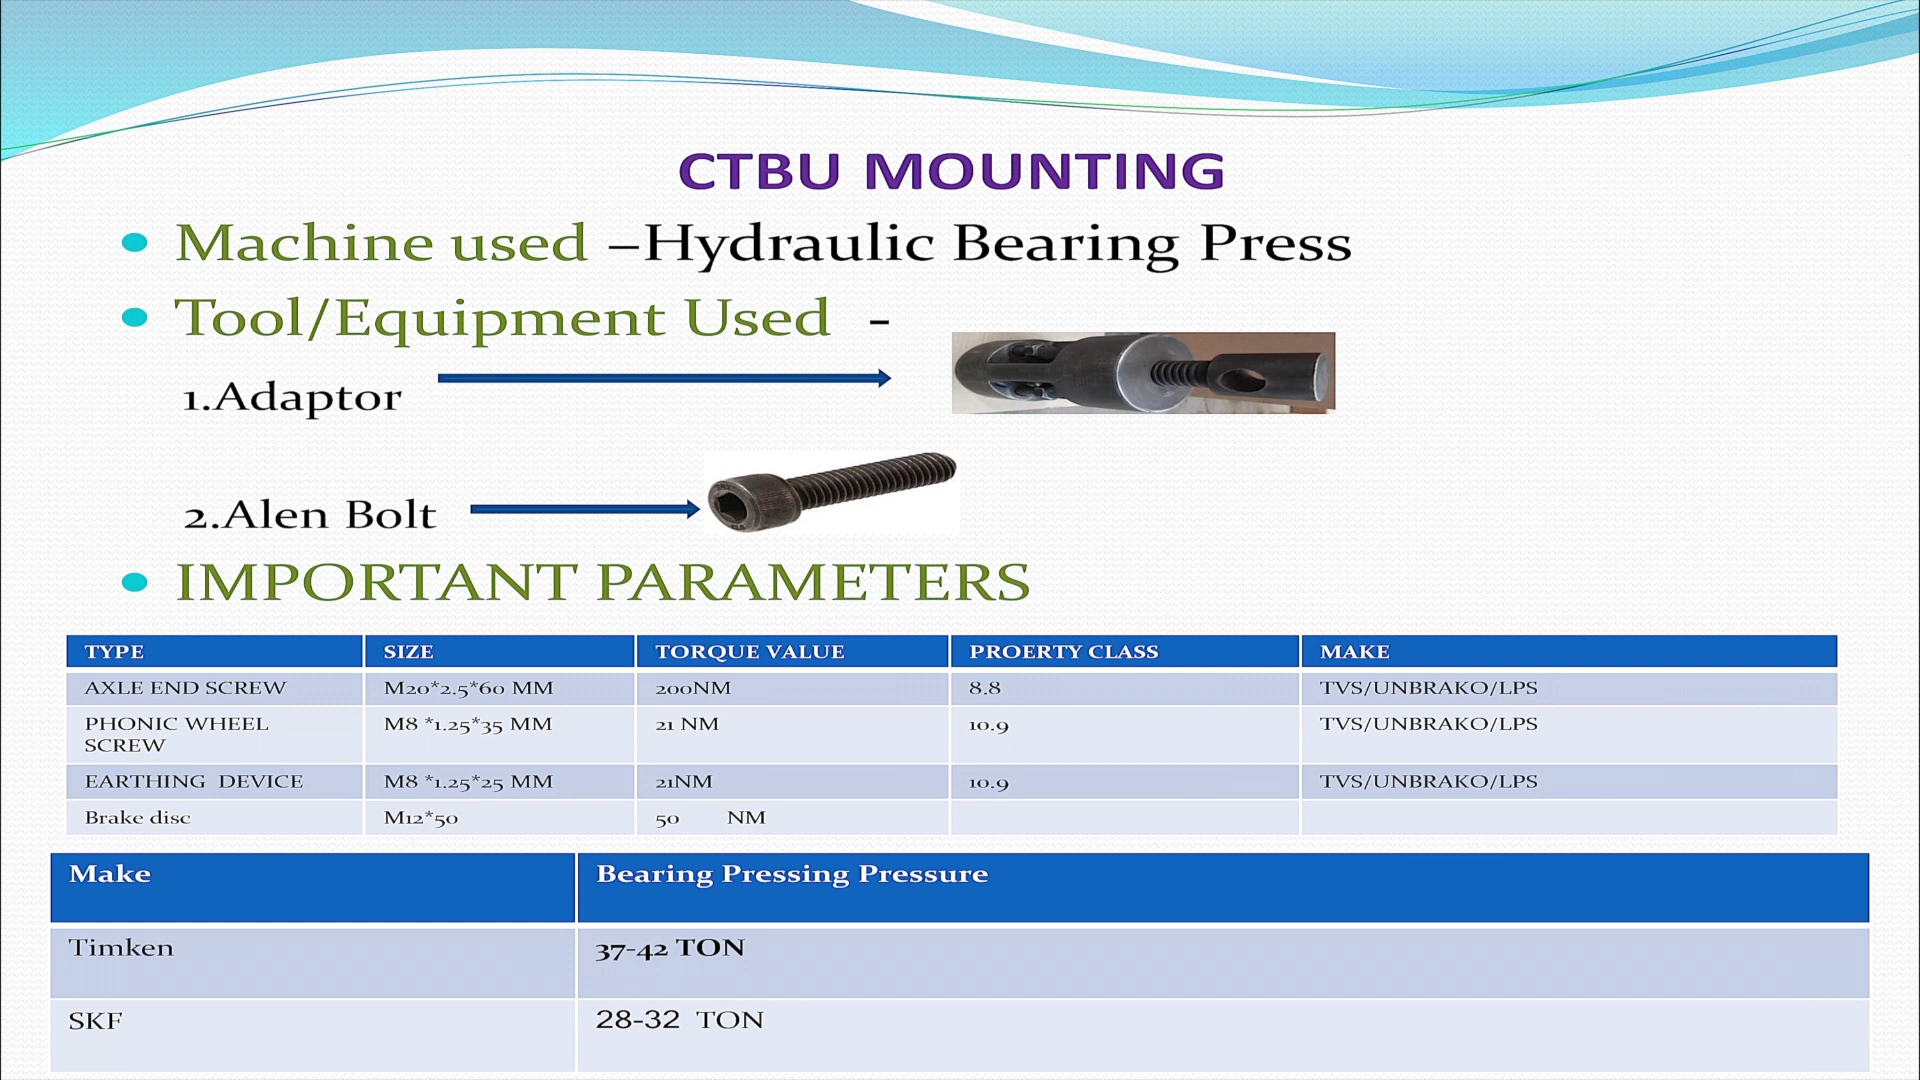 CTBU MOUNTING
• Machine used –Hydraulic Bearing Press
• Tool/Equipment Used -
1.Adaptor
2.Alen Bolt
• IMPORTANT PARAMETERS
TYPE SIZE TORQUE VALUE PROERTY CLASS MAKE
AXLE END SCREW M20*2.5*60 MM 200NM 8.8 TVS/UNBRAKO/LPS
PHONIC WHEEL M8 *1.25*35 MM 21 NM 10.9 TVS/UNBRAKO/LPS
SCREW
EARTHING DEVICE M8 *1.25*25 MM 21NM 10.9 TVS/UNBRAKO/LPS
Brake disc M12*50 50 NM
Make Bearing Pressing Pressure
Timken 37-42 TON
SKF 28-32 TON